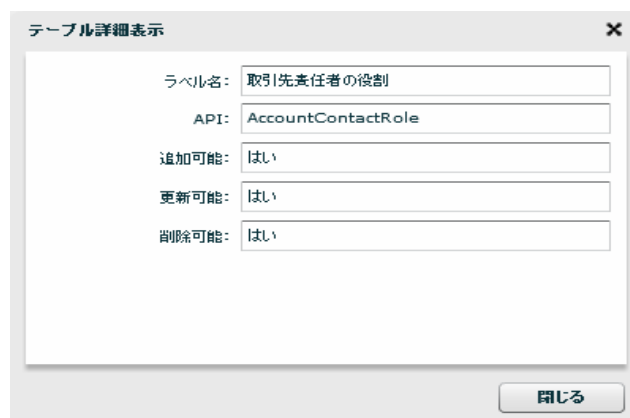 テーブル詳細表示
ラベル名: 取引先責任者の役割
API: AccountContactRole
追加可能: はい
更新可能: はい
削除可能: はい
閉じる